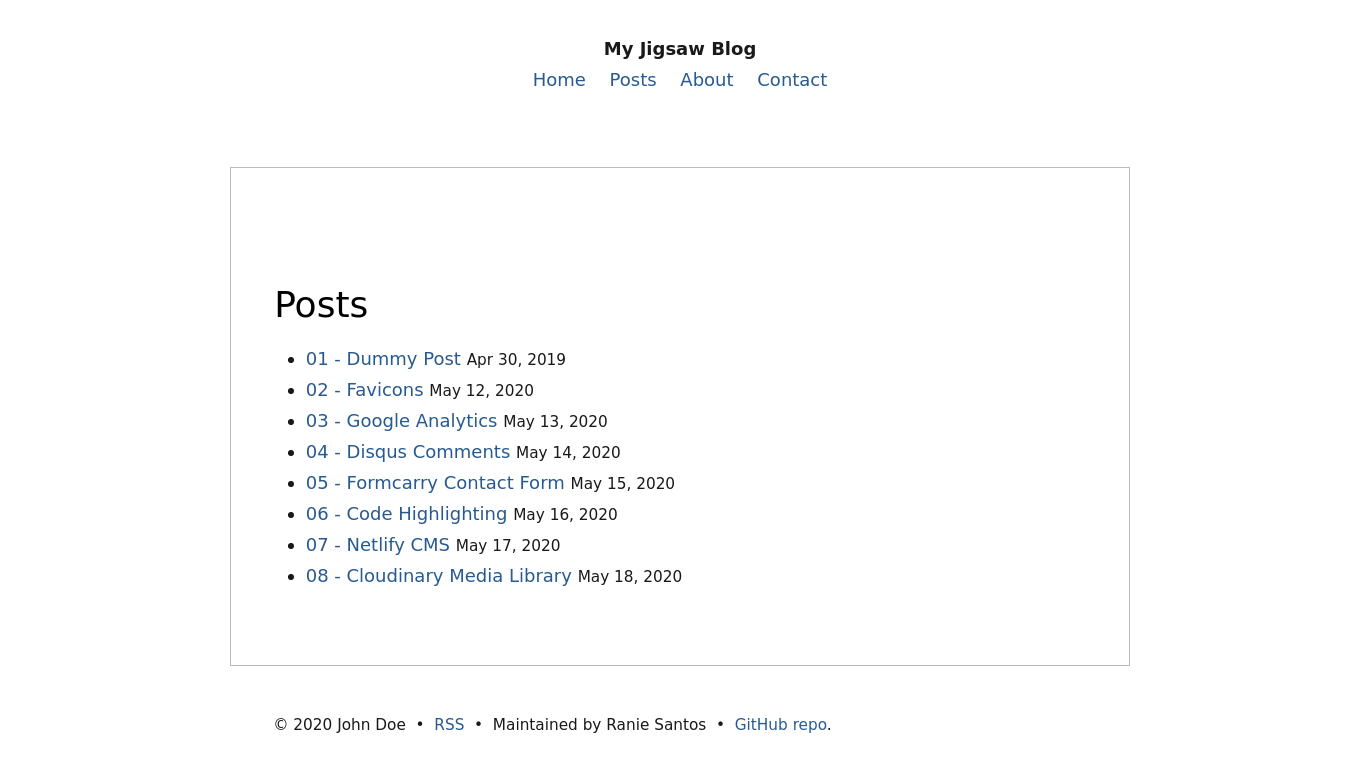 My Jigsaw Blog
Home Posts About Contact
Posts
01 - Dummy Post Apr 30, 2019
02 - Favicons May 12, 2020
03 - Google Analytics May 13, 2020
04 - Disqus Comments May 14, 2020
05 - Formcarry Contact Form May 15, 2020
06 - Code Highlighting May 16, 2020
07 - Netlify CMS May 17, 2020
08 - Cloudinary Media Library May 18, 2020
© 2020 John Doe • RSS • Maintained by Ranie Santos • GitHub repo.